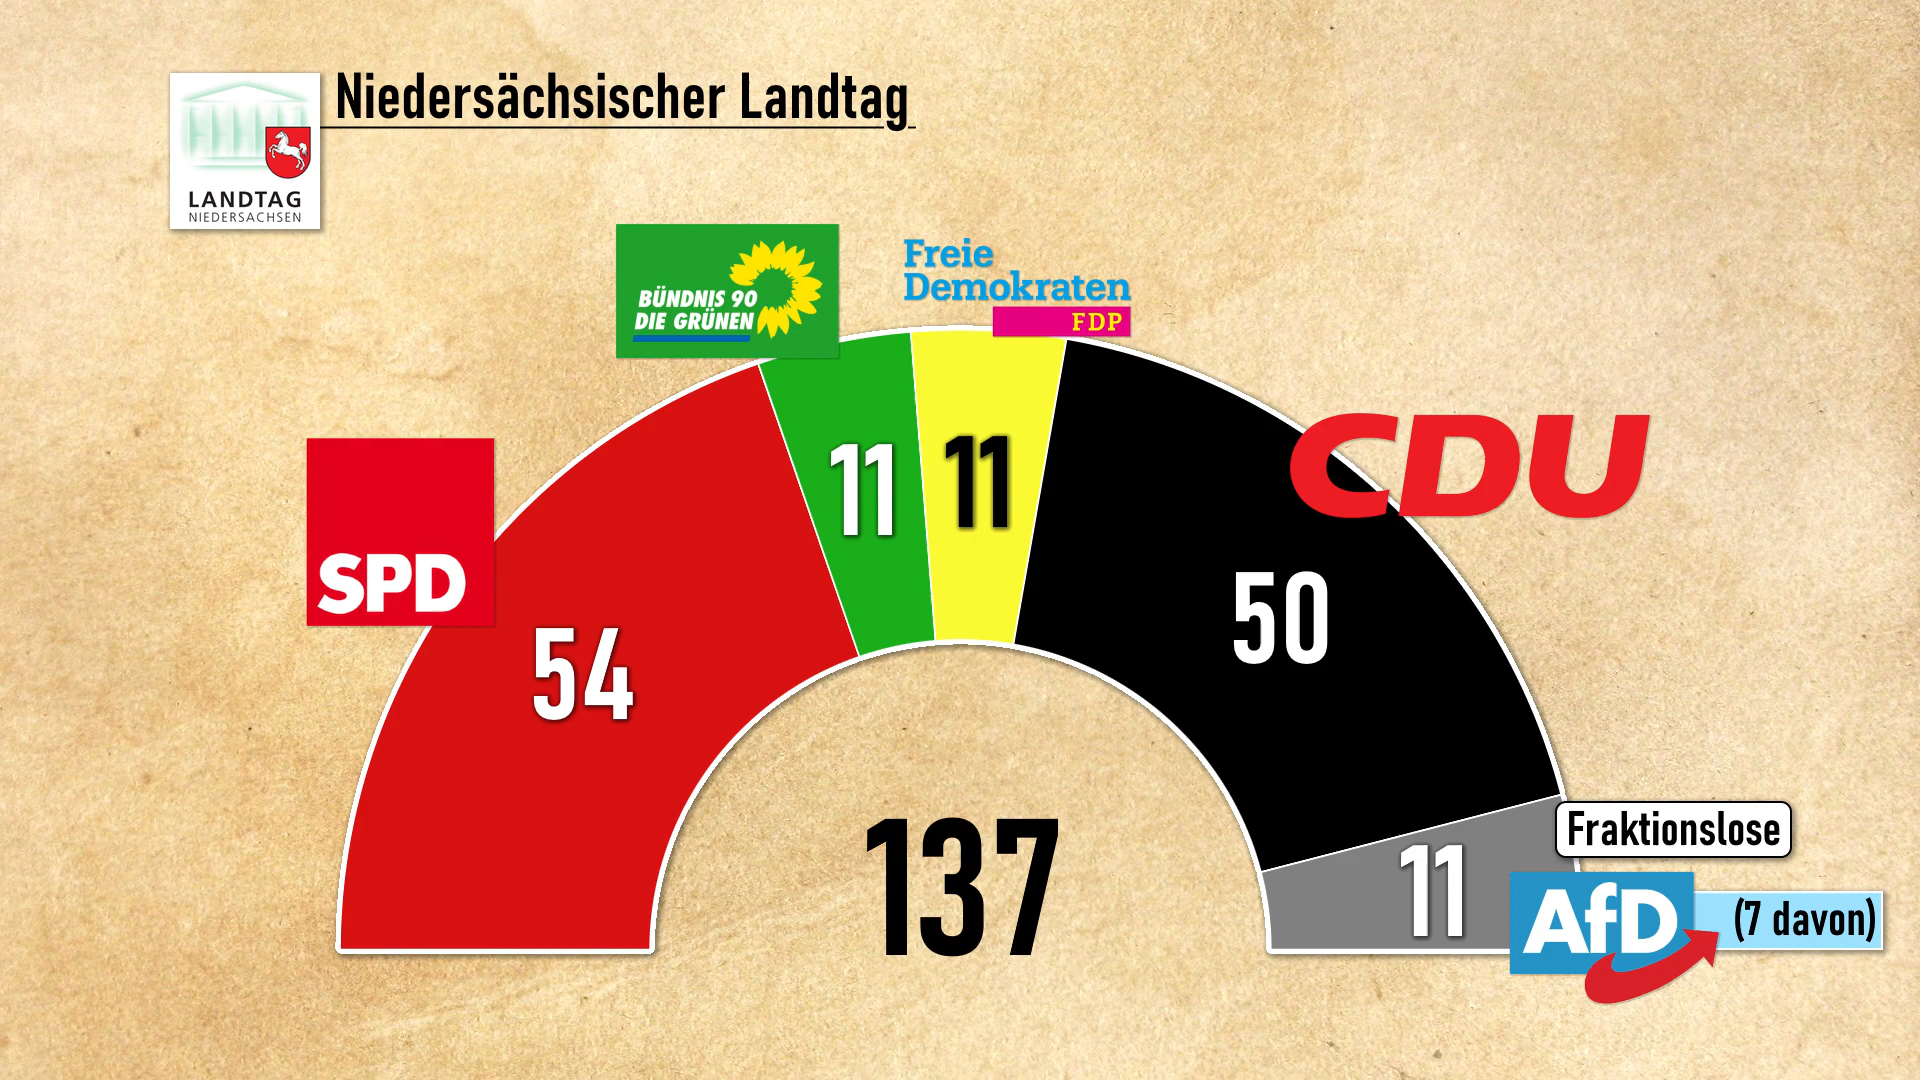 Niedersächsischer Landtag
LANDTAG
NIEDERSACHSEN
BÜNDNIS 90
DIE GRÜNEN
Freie
Demokraten
FDP
SPD
CDU
11
11
54
50
137
Fraktionslose
11
AfD
(7 davon)